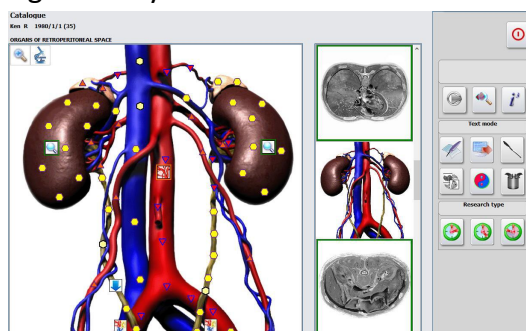 Catalogue
Ken R 1980/1/1 (35)
ORGANS OF RETROPERITONEAL SPACE
Text mode
Research type